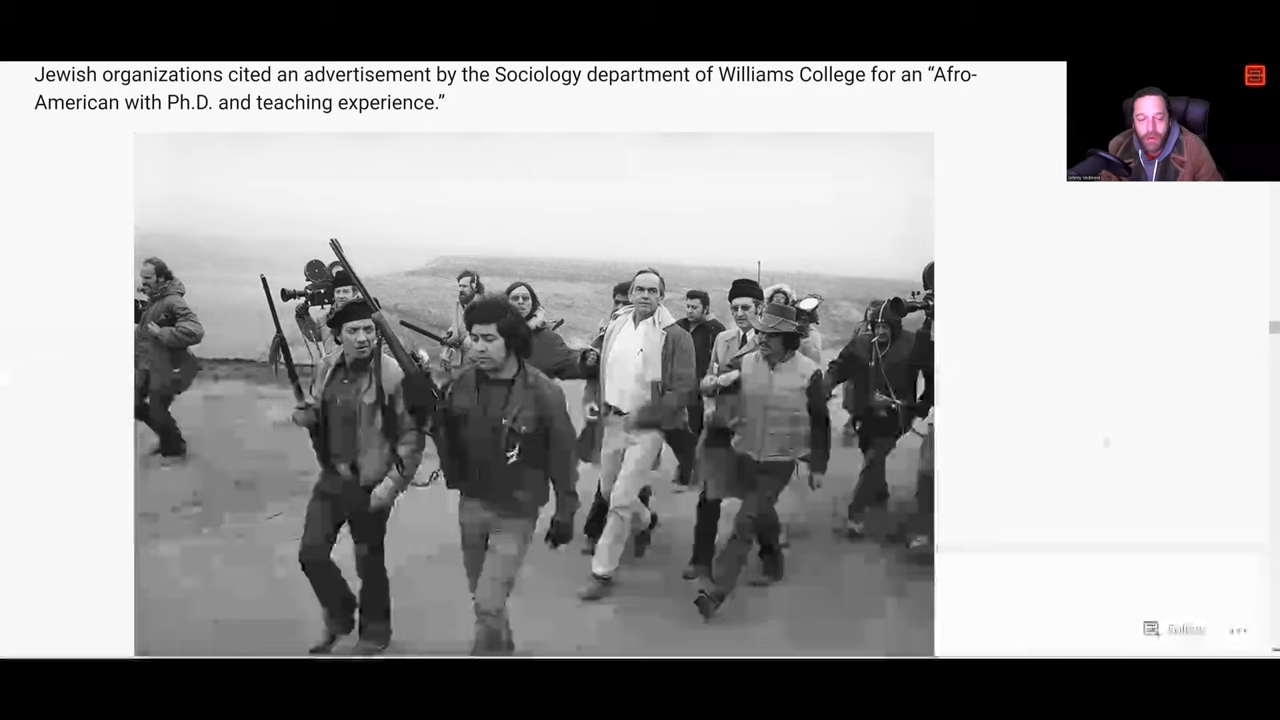 Jewish organizations cited an advertisement by the Sociology department of Williams College for an “Afro-
American with Ph.D. and teaching experience.”